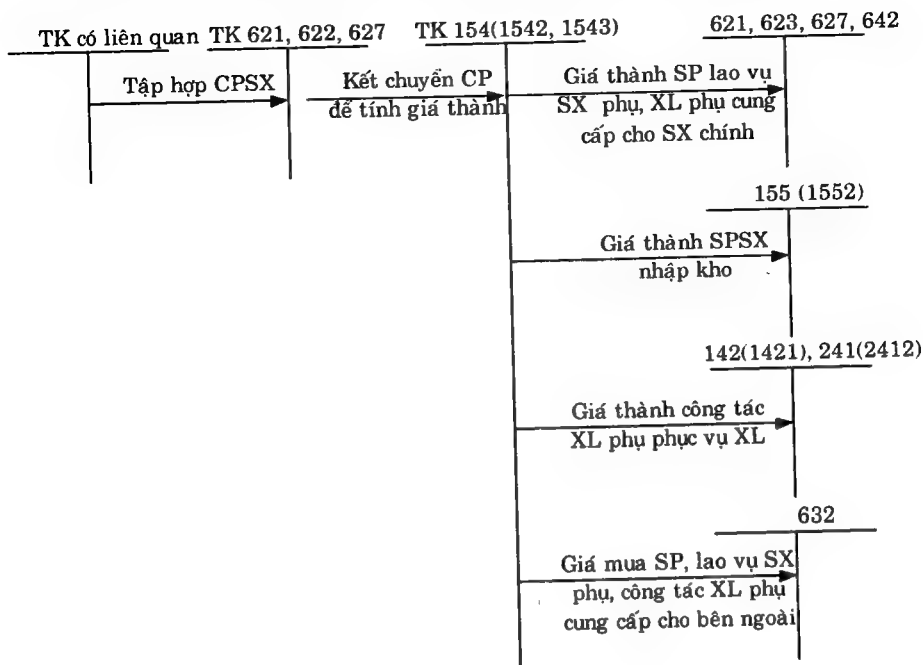 TK có liên quan TK 621, 622, 627 TK 154(1542, 1543) 621, 623, 627, 642
Tập hợp CPSX
Kết chuyển CP
để tính giá thành
Giá thành SP lao vụ
SX phụ, XL phụ cung
cấp cho SX chính
155 (1552)
Giá thành SPSX
nhập kho
142(1421), 241(2412)
Giá thành công tác
XL phụ phục vụ XL
632
Giá mua SP, lao vụ SX
phụ, công tác XL phụ
cung cấp cho bên ngoài